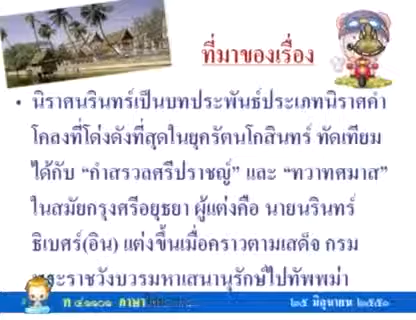 ที่มาของเรื่อง
• นิราศนรินทร์เป็นบทประพันธ์ประเภทนิราศคำ
โคลงที่โด่งดังที่สุดในยุครัตนโกสินทร์ ทัดเทียม
ได้กับ “กำสรวลศรีปราชญ์” และ “ทวาทศมาส”
ในสมัยกรุงศรีอยุธยา ผู้แต่งคือ นายนรินทร์
ธิเบศร์(อิน) แต่งขึ้นเมื่อคราวตามเสด็จ กรม
พระราชวังบวรมหาเสนานุรักษ์ไปทัพพม่า
ท ๔๑๑๐๑ ภาษา
๒๕ มิถุนายน ๒๕๕๐